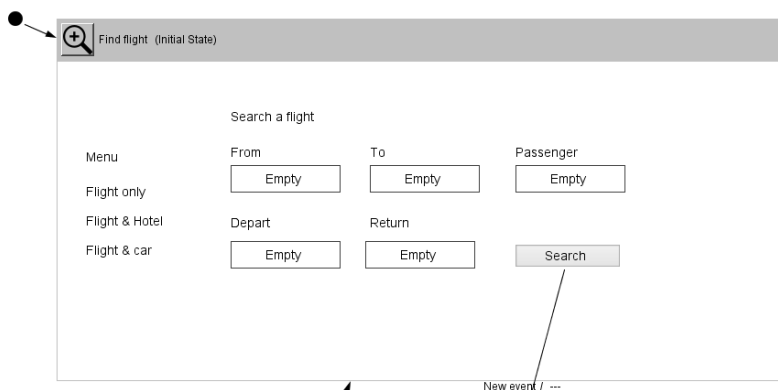 Find flight (Initial State)
Search a flight
Menu
From
To
Passenger
Empty
Empty
Empty
Flight only
Flight & Hotel
Depart
Return
Flight & car
Empty
Empty
Search
New event / ---